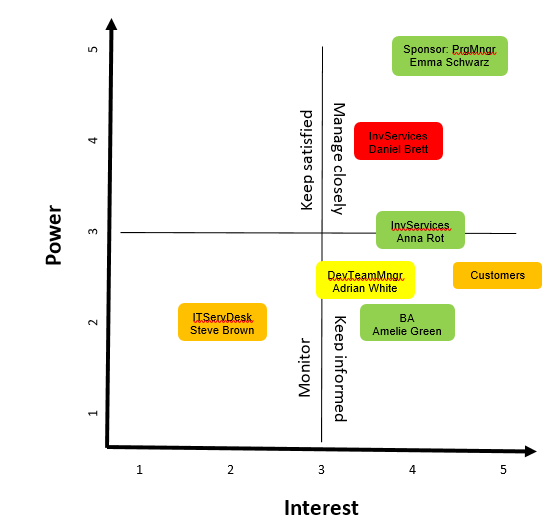 5
Sponsor: PrgMngr
Emma Schwarz
4
Keep satisfied
Manage closely
InvServices
Daniel Brett
Power
3
InvServices
Anna Rot
DevTeamMngr
Adrian White
Customers
2
ITServDesk
Steve Brown
BA
Amelie Green
Monitor
Keep informed
1
1 2 3 4 5
Interest